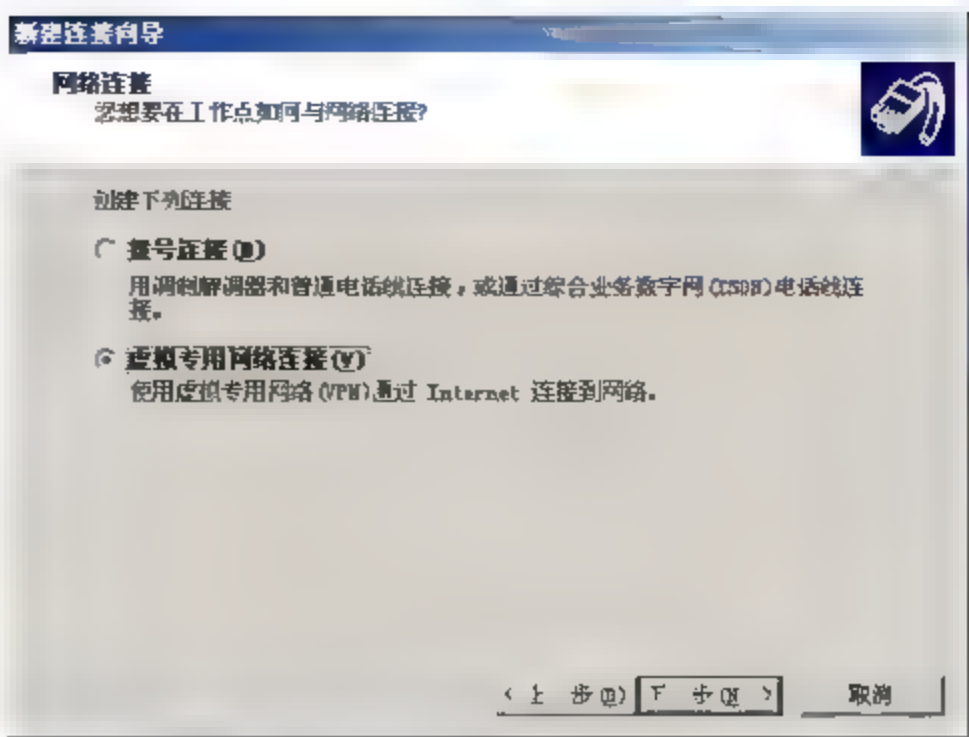 新建连接向导
网络连接
您想要在工作点如何与网络连接?
创建下列连接
拨号连接(D)
用调制解调器和普通电话线连接，或通过综合业务数字网(ISDN)电话线连
接。
虚拟专用网络连接(V)
使用虚拟专用网络(VPN)通过 Internet 连接到网络。
< 上一步(B) 下一步(N) > 取消